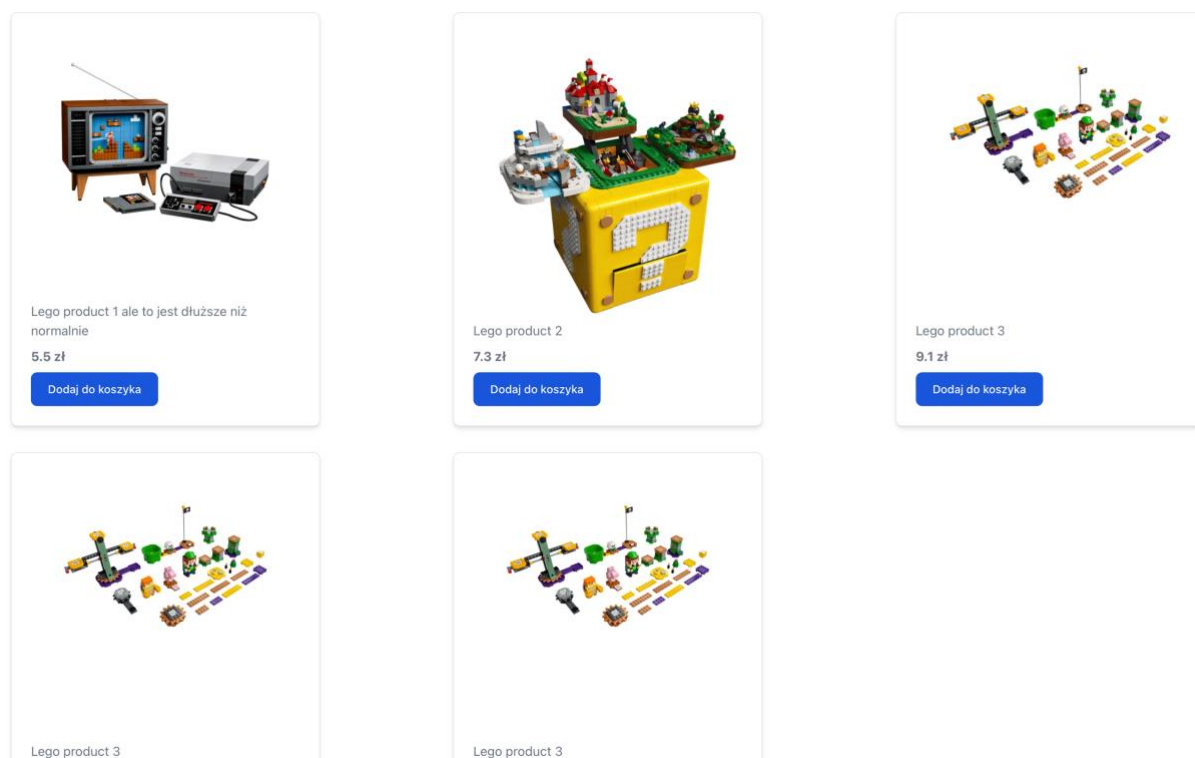 Lego product 1 ale to jest dłuższe niż
normalnie
5.5 zł
Dodaj do koszyka
Lego product 2
7.3 zł
Dodaj do koszyka
Lego product 3
9.1 zł
Dodaj do koszyka
Lego product 3
Lego product 3